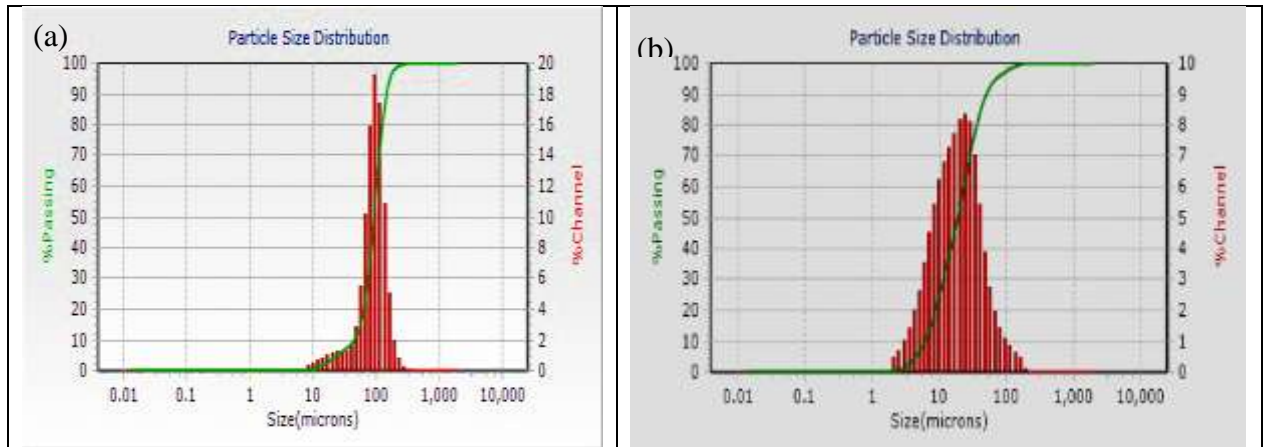 (a)
Particle Size Distribution
100 90 80 70 60 50 40 30 20 10 0
%Passing
20 18 16 14 12 10 8 6 4 2 0
%Channel
0.01 0.1 1 10 100 1,000 10,000
Size(microns)
(b)
Particle Size Distribution
100 90 80 70 60 50 40 30 20 10 0
%Passing
10 9 8 7 6 5 4 3 2 1 0
%Channel
0.01 0.1 1 10 100 1,000 10,000
Size(microns)